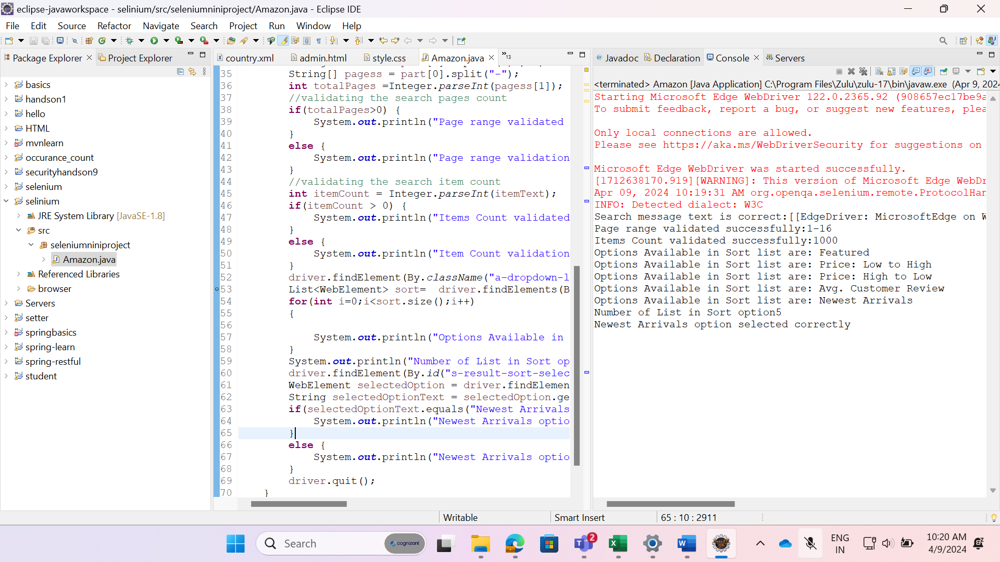 eclipse-javaworkspace - selinium/src/seleniumniniproject/Amazon.java - Eclipse IDE
File Edit Source Refactor Navigate Search Project Run Window Help
Package Explorer
Project Explorer
basics
handson1
hello
HTML
mvnlearn
occurance_count
securityhandson9
selenium
selinium
JRE System Library [JavaSE-1.8]
src
seleniumniniproject
Amazon.java
Referenced Libraries
browser
Servers
setter
springbasics
spring-learn
spring-restful
student
country.xml admin.html style.css Amazon.java »13
35 String[] pagess = part[0].split("-");
36 int totalPages =Integer.parseInt(pagess[1]);
37 //validating the search pages count
38 if(totalPages>0) {
39 System.out.println("Page range validated
40 }
41 else {
42 System.out.println("Page range validation
43 }
44 //validating the search item count
45 int itemCount = Integer.parseInt(itemText);
46 if(itemCount > 0) {
47 System.out.println("Items Count validated
48 }
49 else {
50 System.out.println("Item Count validation
51 }
52 driver.findElement(By.className("a-dropdown-l
53 List<WebElement> sort= driver.findElements(B
54 for(int i=0;i<sort.size();i++)
55 {
56
57 System.out.println("Options Available in
58 }
59 System.out.println("Number of List in Sort op
60 driver.findElement(By.id("s-result-sort-selec
61 WebElement selectedOption = driver.findElemen
62 String selectedOptionText = selectedOption.ge
63 if(selectedOptionText.equals("Newest Arrivals
64 System.out.println("Newest Arrivals optio
65 }
66 else {
67 System.out.println("Newest Arrivals optio
68 }
69 driver.quit();
70 }
Javadoc Declaration Console Servers
<terminated> Amazon [Java Application] C:\Program Files\Zulu\zulu-17\bin\javaw.exe (Apr 9, 2024
Starting Microsoft Edge WebDriver 122.0.2365.92 (908657ec17be9a
To submit feedback, report a bug, or suggest new features, plea
Only local connections are allowed.
Please see https://aka.ms/WebDriverSecurity for suggestions on
Microsoft Edge WebDriver was started successfully.
[1712638170.919][WARNING]: This version of Microsoft Edge WebDr
Apr 09, 2024 10:19:31 AM org.openqa.selenium.remote.ProtocolHan
INFO: Detected dialect: W3C
Search message text is correct:[[EdgeDriver: MicrosoftEdge on W
Page range validated successfully:1-16
Items Count validated successfully:1000
Options Available in Sort list are: Featured
Options Available in Sort list are: Price: Low to High
Options Available in Sort list are: Price: High to Low
Options Available in Sort list are: Avg. Customer Review
Options Available in Sort list are: Newest Arrivals
Number of List in Sort option5
Newest Arrivals option selected correctly
Writable Smart Insert 65 : 10 : 2911
Search cognizant
2
ENG
IN
10:20 AM
4/9/2024